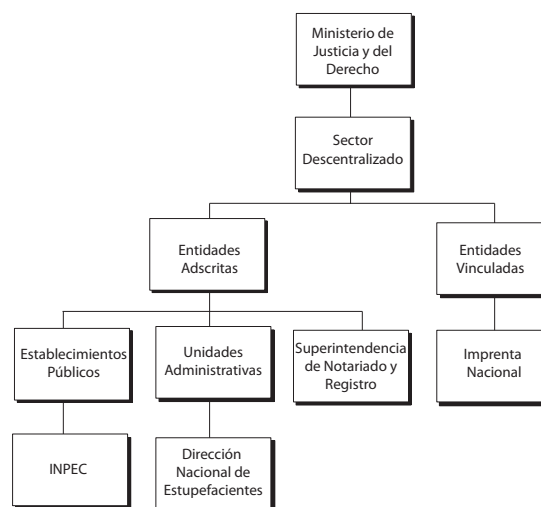 Ministerio de
Justicia y del
Derecho
Sector
Descentralizado
Entidades
Adscritas
Entidades
Vinculadas
Establecimientos
Públicos
Unidades
Administrativas
Superintendencia
de Notariado y
Registro
Imprenta
Nacional
INPEC
Dirección
Nacional de
Estupefacientes